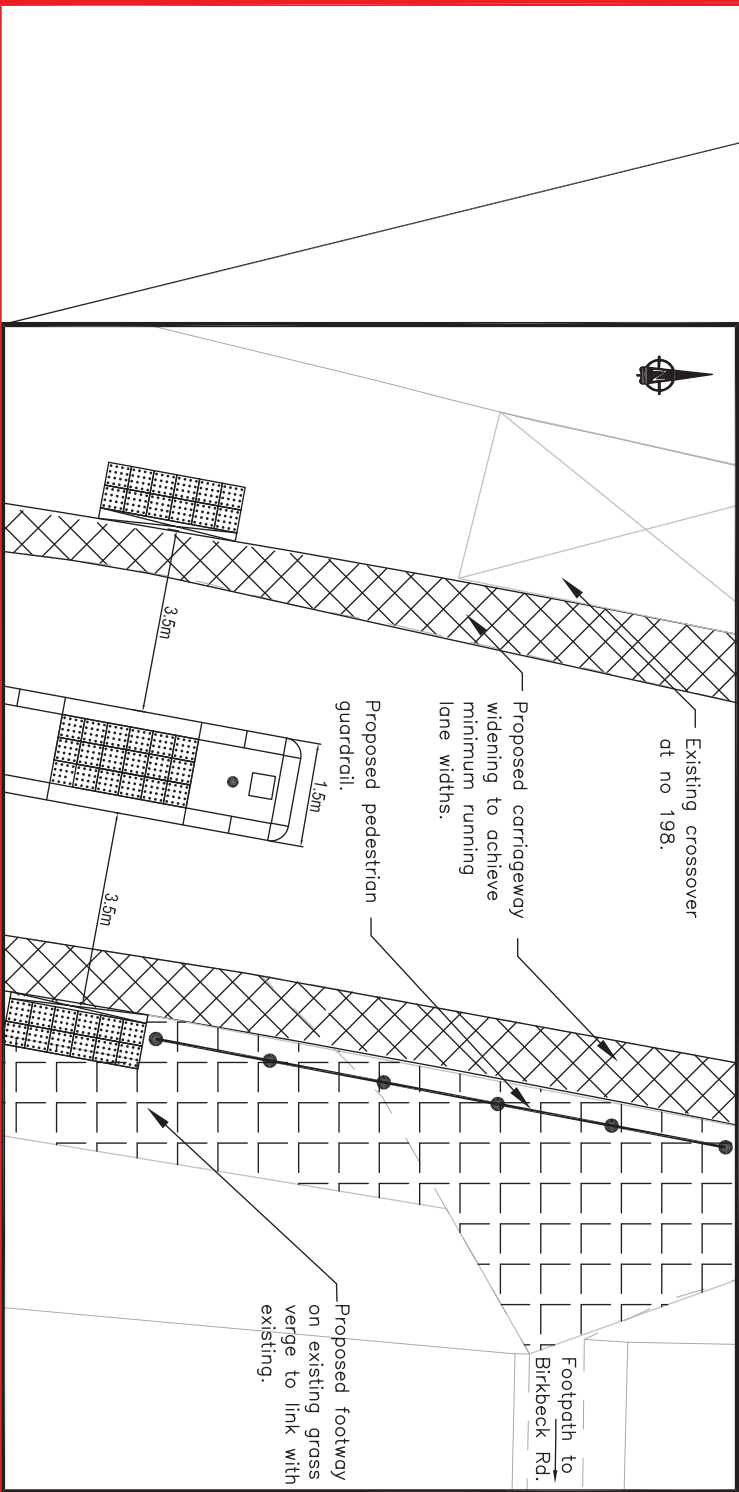 N
Existing crossover
at no 198.
Proposed carriageway
widening to achieve
minimum running
lane widths.
Proposed pedestrian
guardrail.
3.5m
1.5m
3.5m
Footpath to
Birkbeck Rd.
Proposed footway
on existing grass
verge to link with
existing.